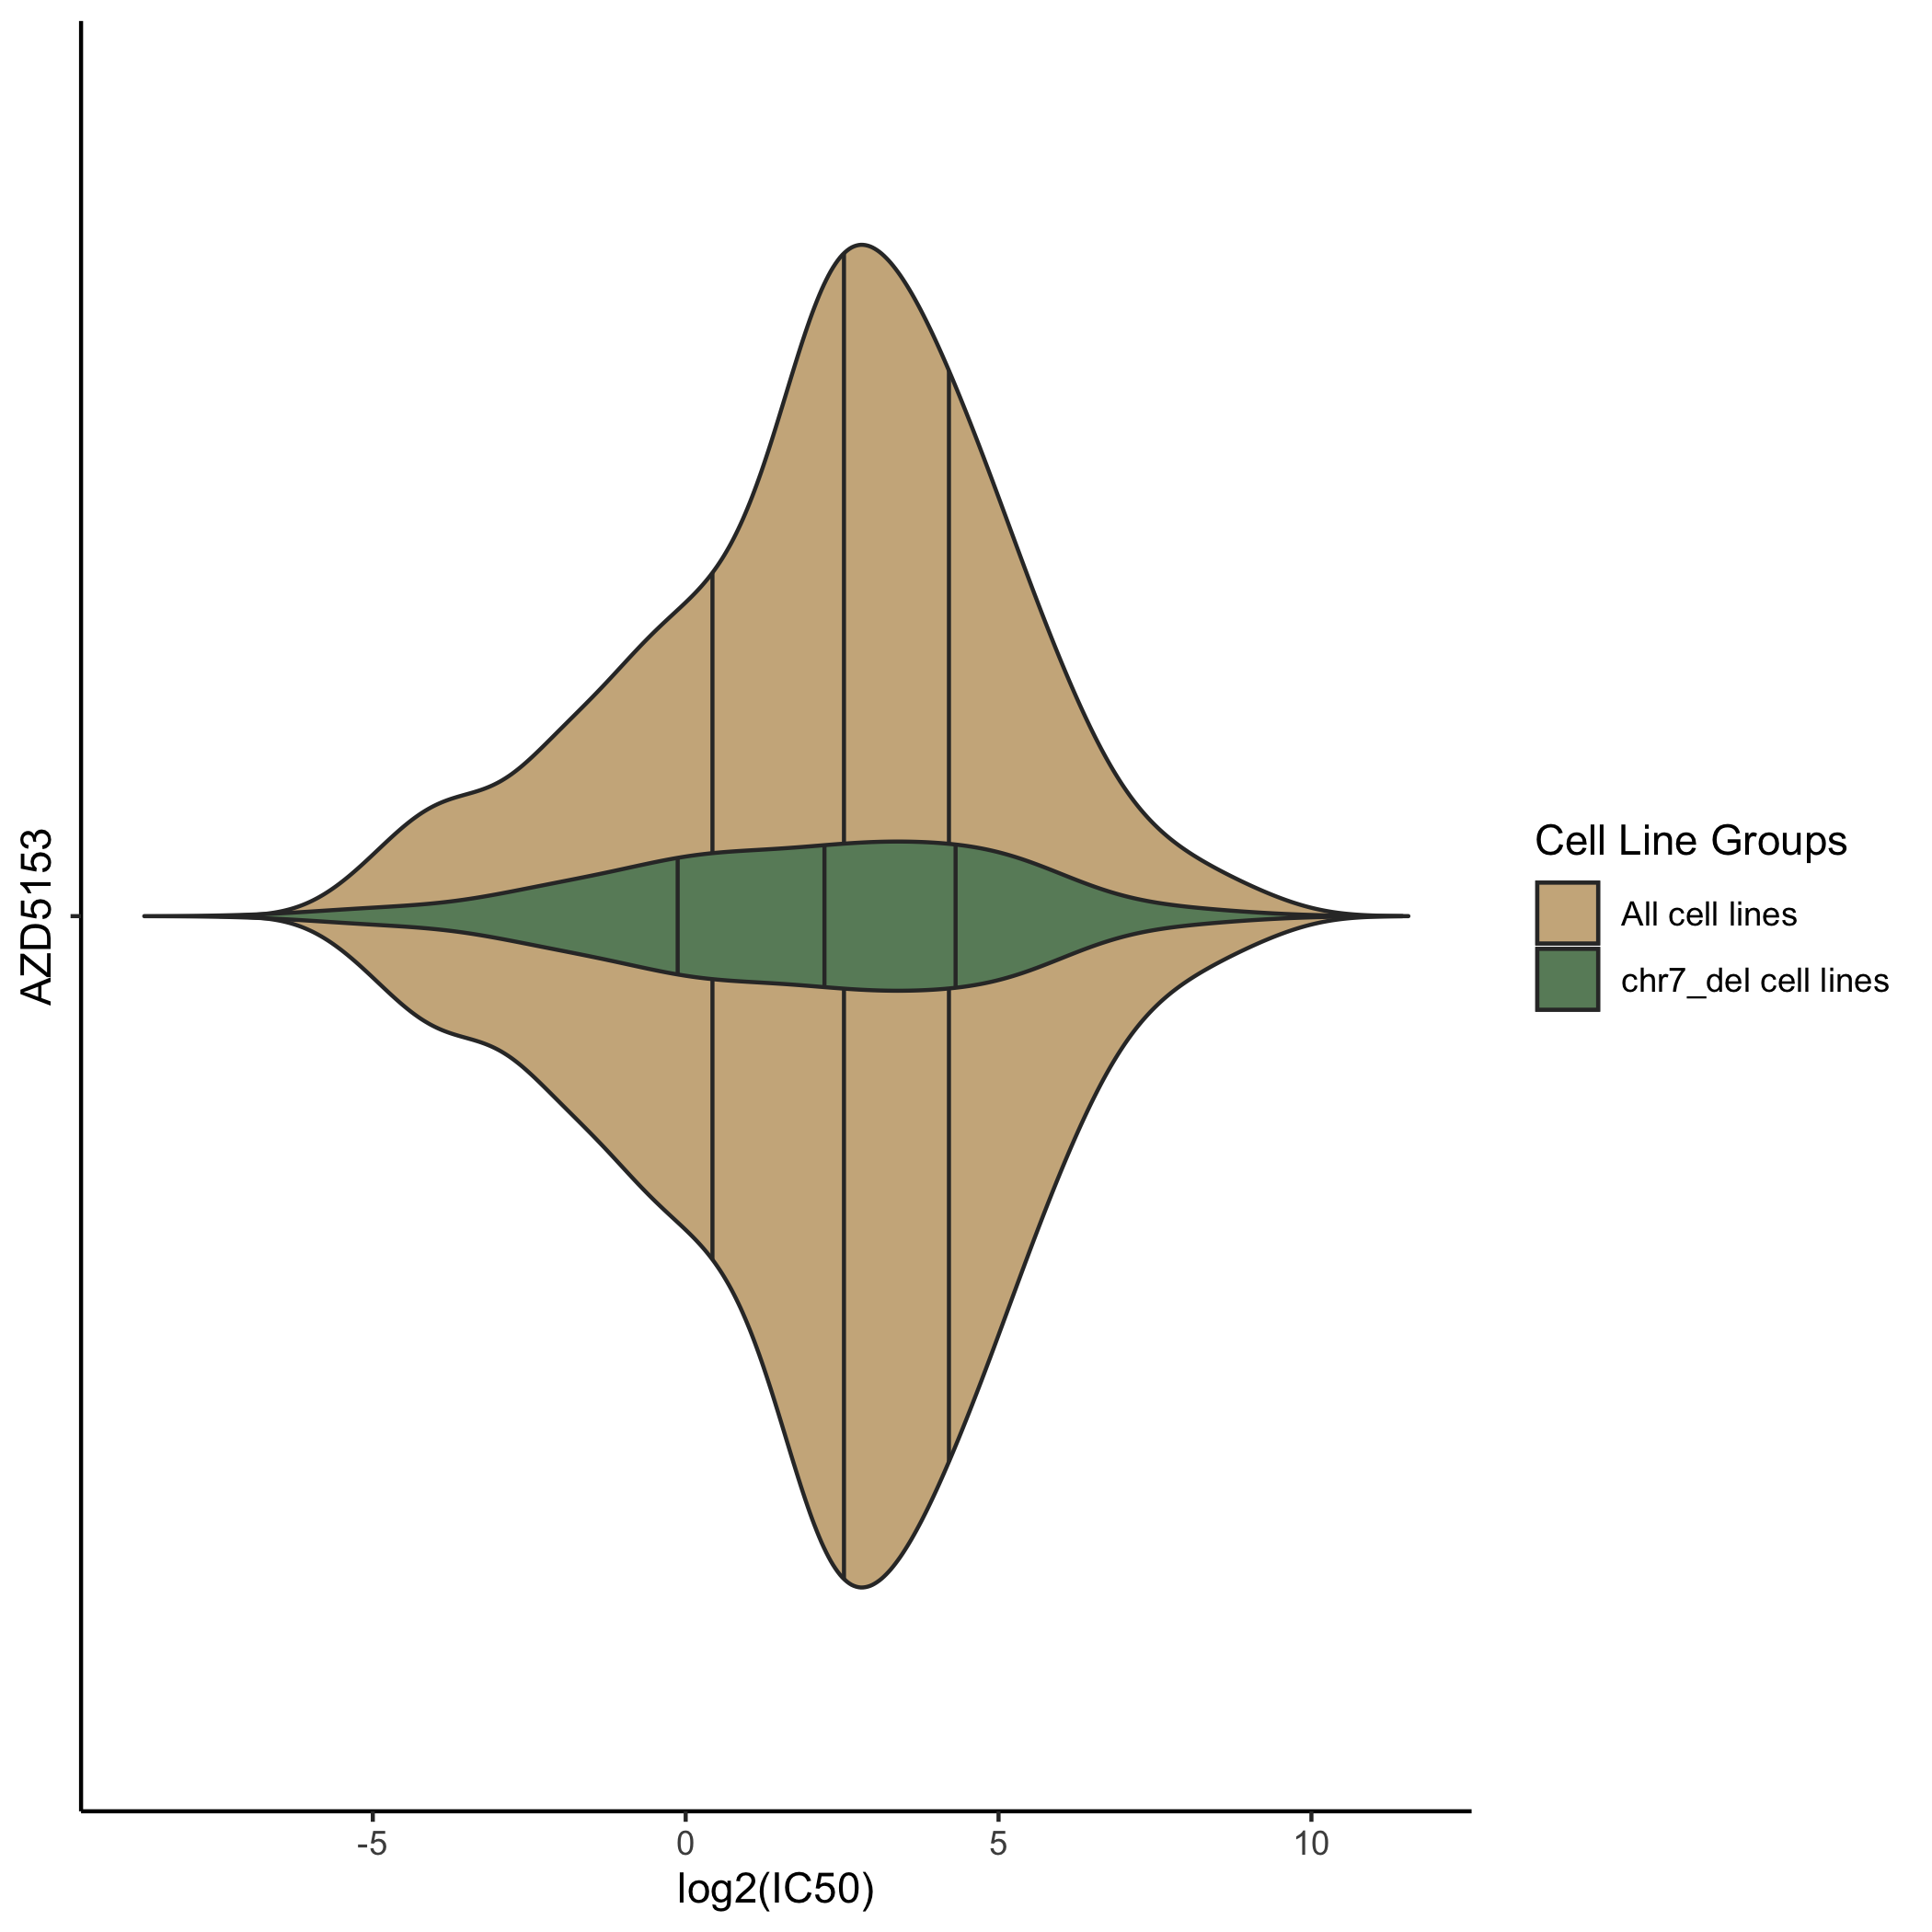 AZD5153
-5
0
5
10
log2(IC50)
Cell Line Groups
All cell lines
chr7_del cell lines